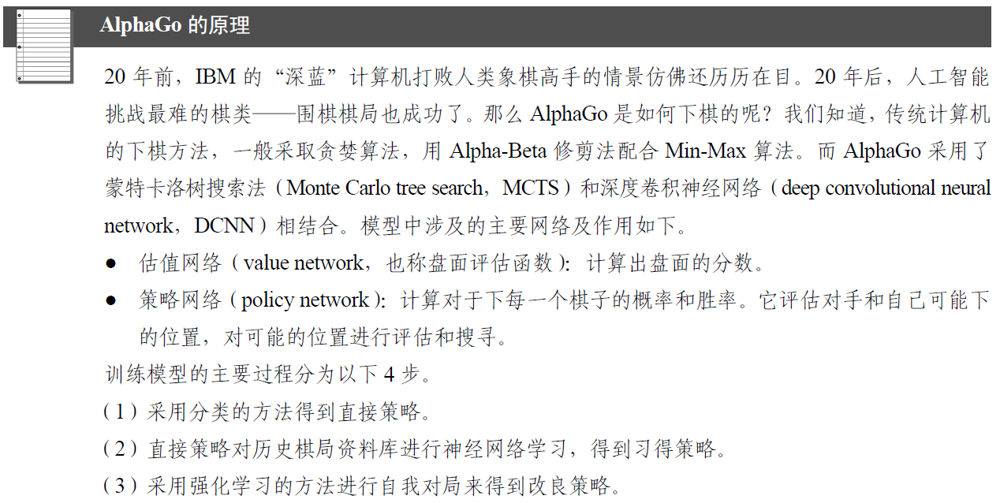 AlphaGo 的原理
20 年前，IBM 的“深蓝”计算机打败人类象棋高手的情景仿佛还历历在目。20 年后，人工智能
挑战最难的棋类——围棋棋局也成功了。那么 AlphaGo 是如何下棋的呢？我们知道，传统计算机
的下棋方法，一般采取贪婪算法，用 Alpha-Beta 修剪法配合 Min-Max 算法。而 AlphaGo 采用了
蒙特卡洛树搜索法（Monte Carlo tree search，MCTS）和深度卷积神经网络（deep convolutional neural
network，DCNN）相结合。模型中涉及的主要网络及作用如下。
● 估值网络（value network，也称盘面评估函数）：计算出盘面的分数。
● 策略网络（policy network）：计算对于下每一个棋子的概率和胜率。它评估对手和自己可能下
的位置，对可能的位置进行评估和搜寻。
训练模型的主要过程分为以下 4 步。
（1）采用分类的方法得到直接策略。
（2）直接策略对历史棋局资料库进行神经网络学习，得到习得策略。
（3）采用强化学习的方法进行自我对局来得到改良策略。